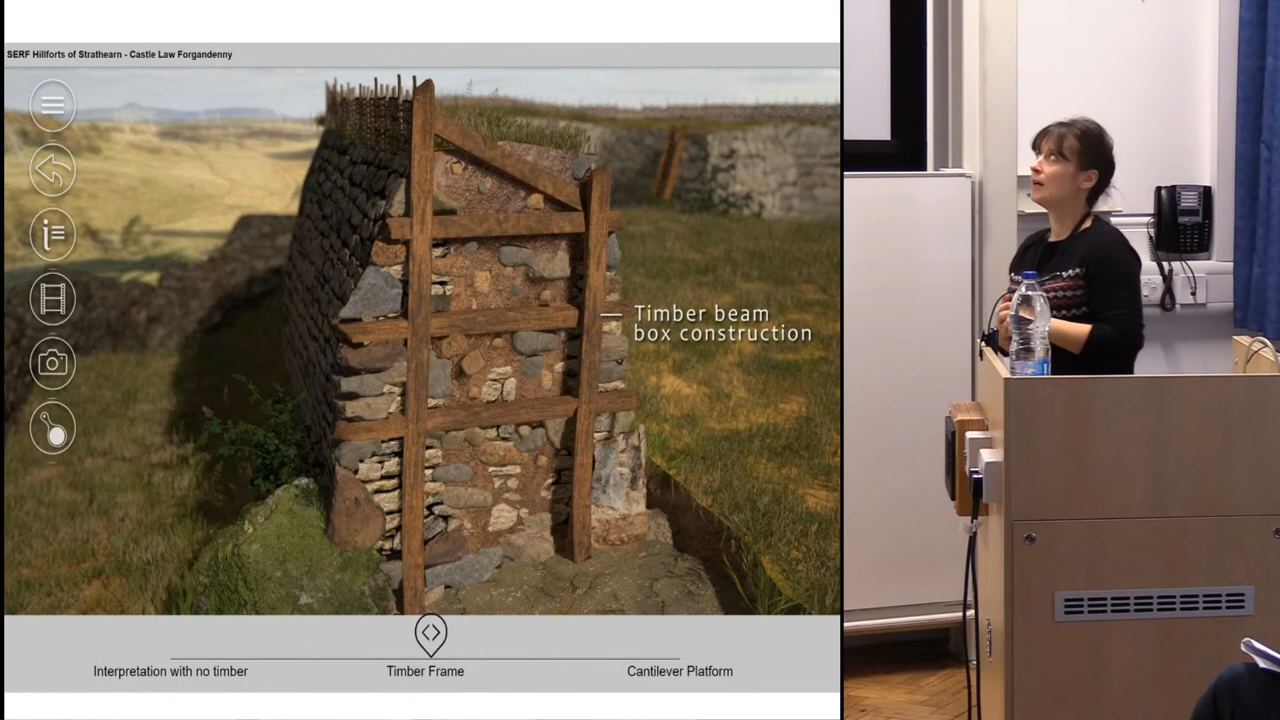 SERF Hillforts of Strathearn - Castle Law Forgandenny
Timber beam
box construction
Interpretation with no timber
Timber Frame
Cantilever Platform